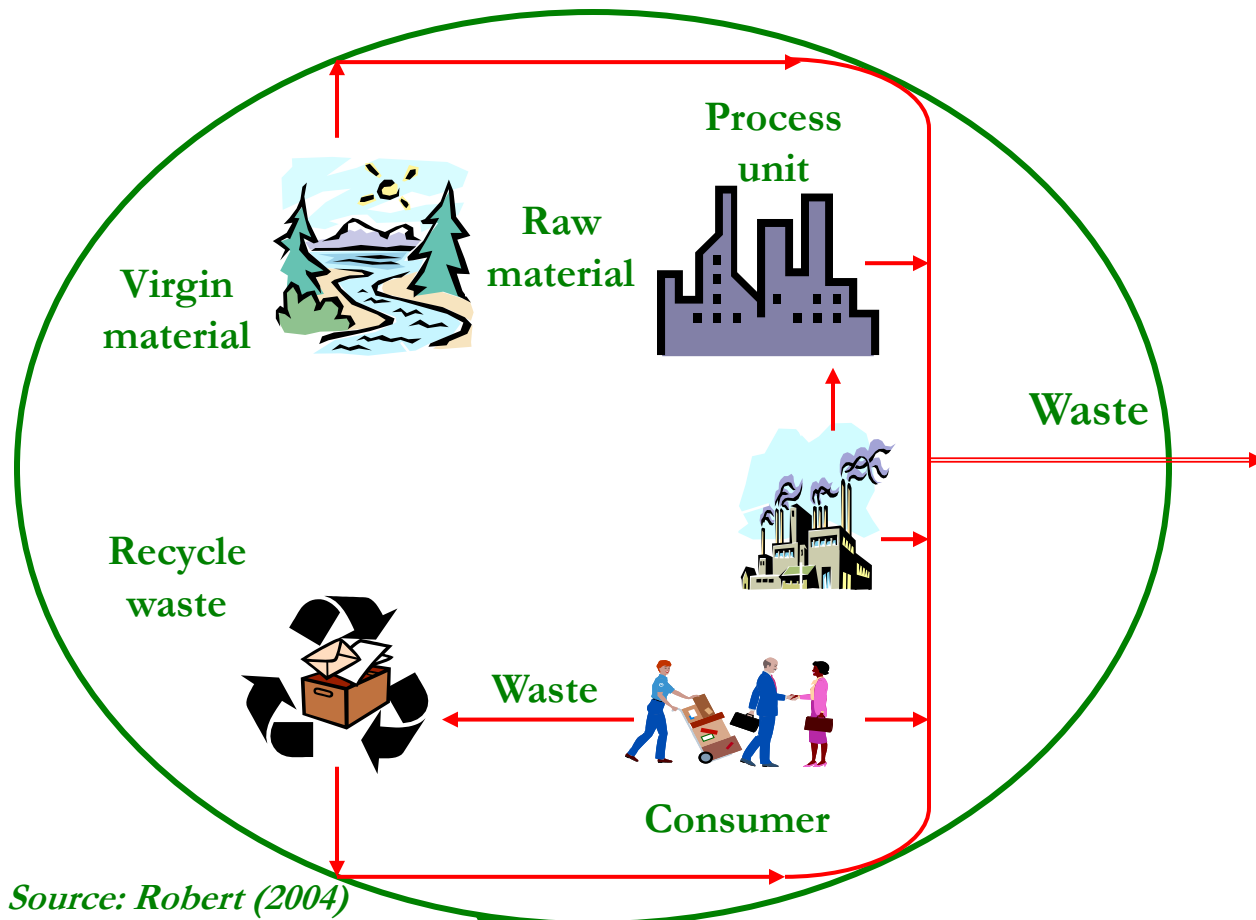 Process
unit
Raw
material
Virgin
material
Waste
Recycle
waste
Waste
Consumer
Source: Robert (2004)